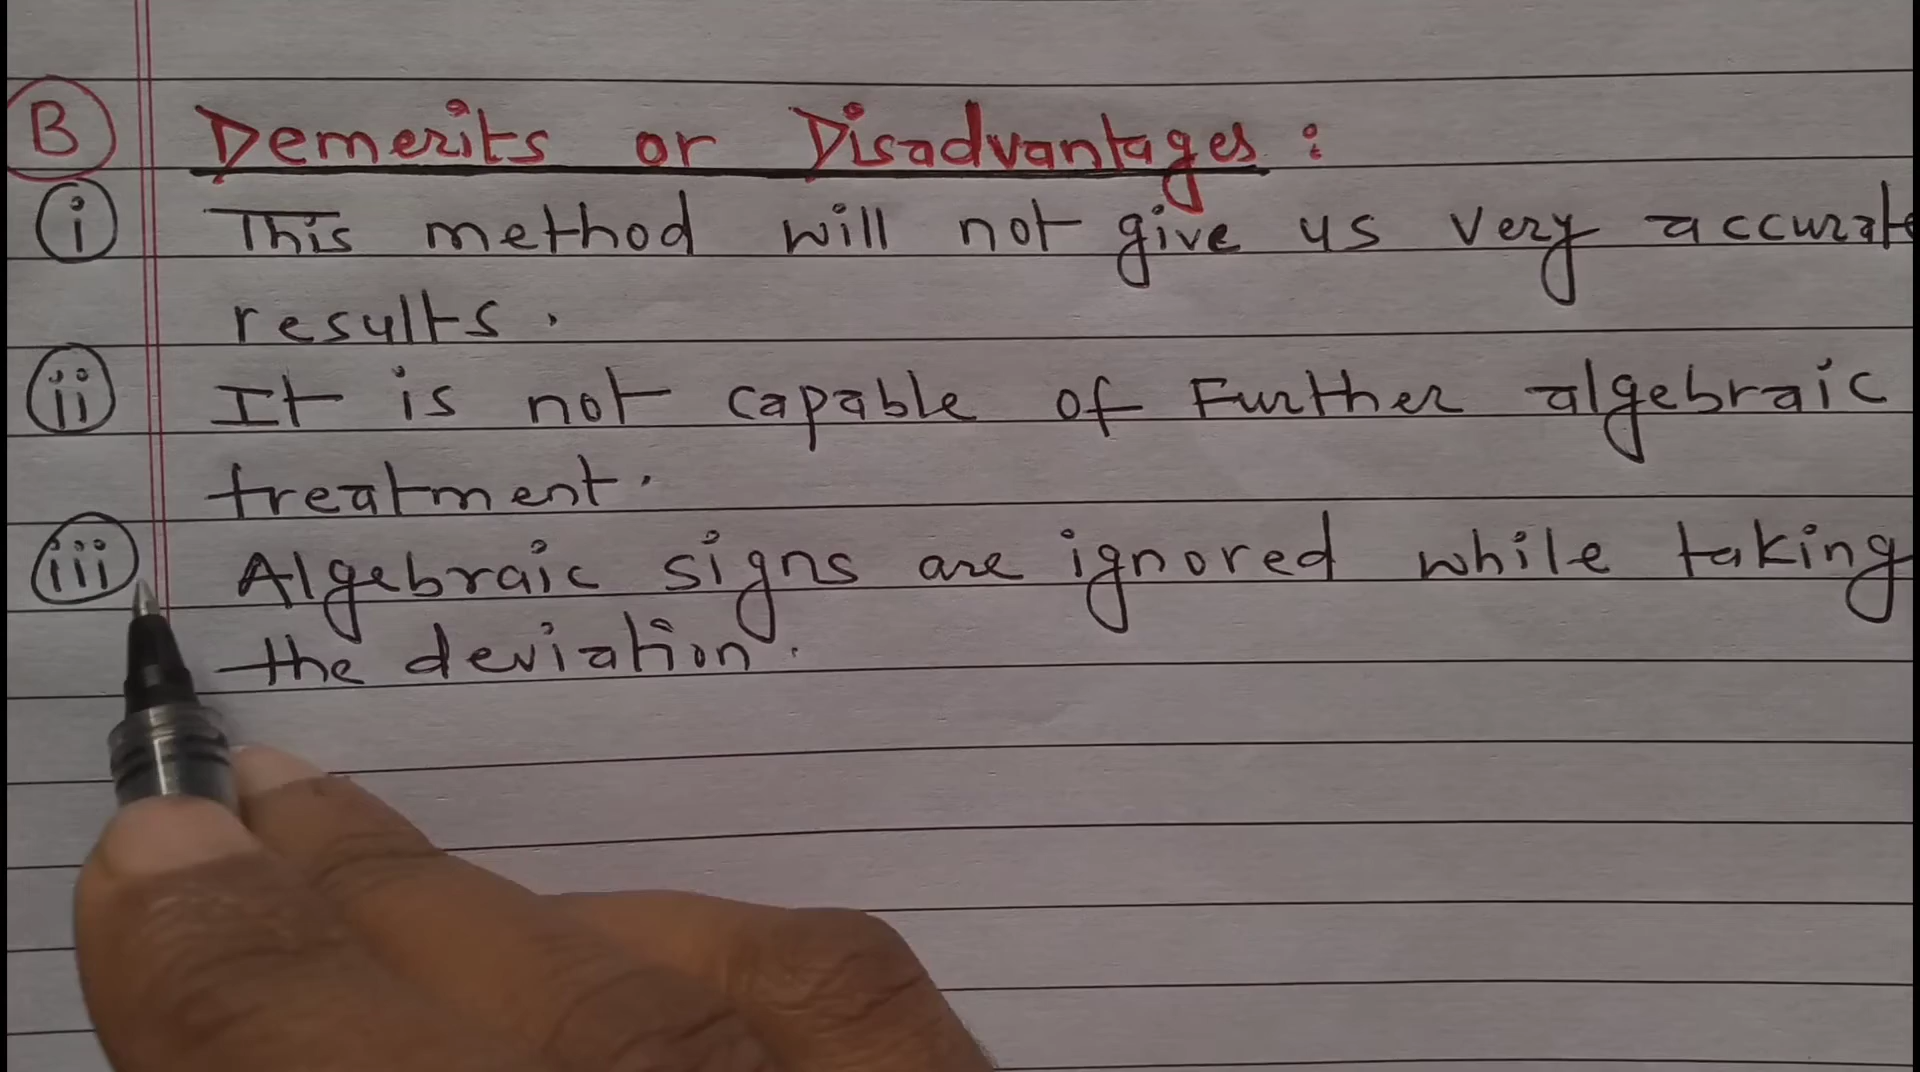 B Demerits or Disadvantages :
i This method will not give us very accurate
results.
ii It is not capable of Further algebraic
treatment.
iii Algebraic signs are ignored while taking
the deviation.